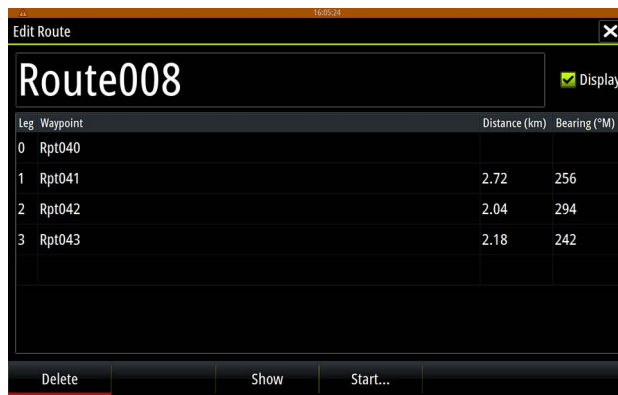 16:05:24
Edit Route
Route008
Display
Leg Waypoint Distance (km) Bearing (°M)
0 Rpt040
1 Rpt041 2.72 256
2 Rpt042 2.04 294
3 Rpt043 2.18 242
Delete Show Start...